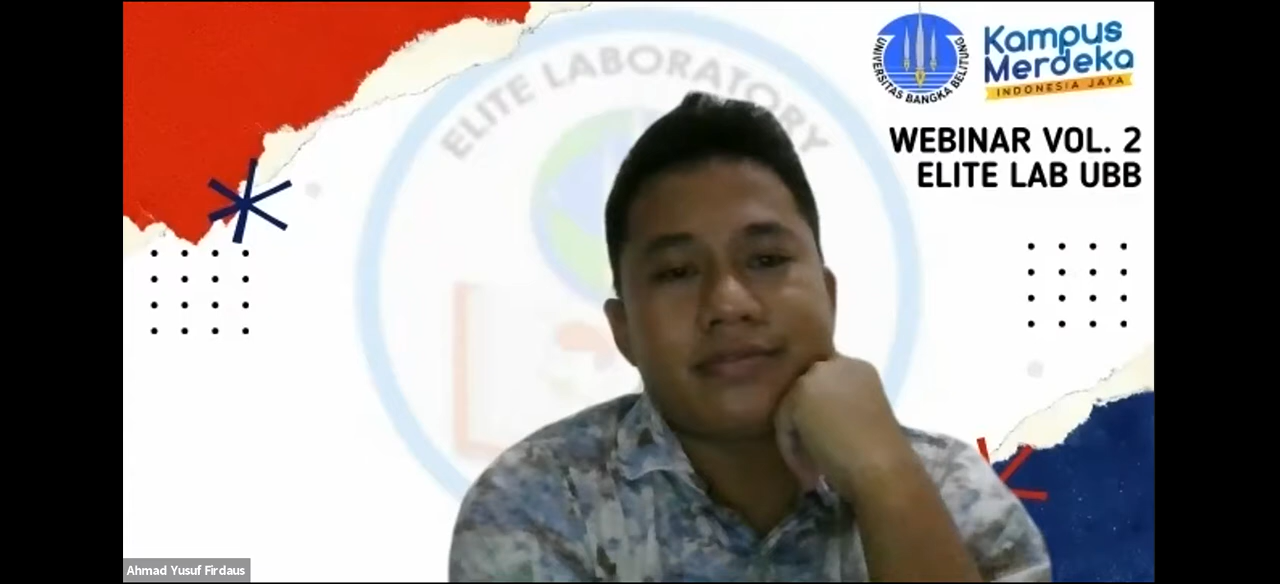 ELITE LABORATORY
UNIVERSITAS BANGKA BELITUNG
Kampus
Merdeka
INDONESIA JAYA
WEBINAR VOL. 2
ELITE LAB UBB
Ahmad Yusuf Firdaus